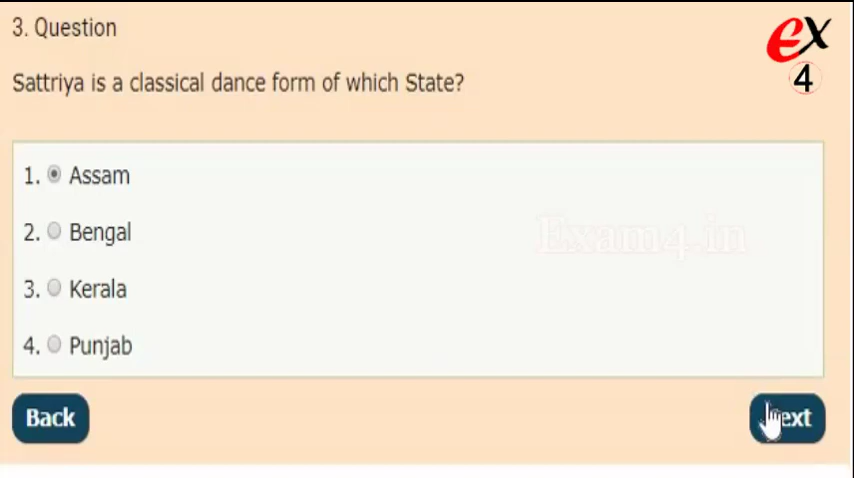 3. Question
ex
4
Sattriya is a classical dance form of which State?
1. Assam
2. Bengal
Exam4.in
3. Kerala
4. Punjab
Back
ext